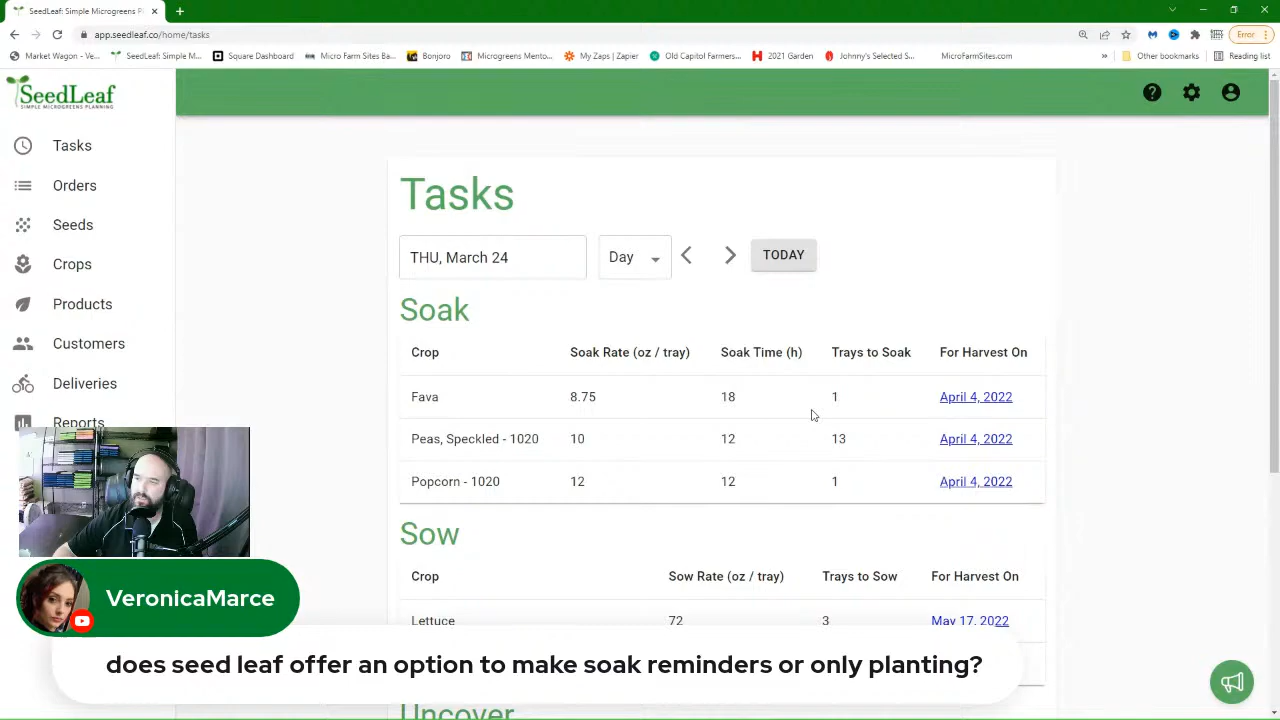 SeedLeaf: Simple Microgreens Pl
app.seedleaf.co/home/tasks
Error
Market Wagon - We...
SeedLeaf: Simple M...
Square Dashboard
Micro Farm Sites Ba...
Bonjoro
Microgreens Mento...
My Zaps | Zapier
Old Capitol Farmers...
2021 Garden
Johnny's Selected S...
MicroFarmSites.com
»
Other bookmarks
Reading list
SeedLeaf
SIMPLE MICROGREENS PLANNING
Tasks
Orders
Seeds
Crops
Products
Customers
Deliveries
Reports
Tasks
THU, March 24
Day
TODAY
Soak
Crop Soak Rate (oz / tray) Soak Time (h) Trays to Soak For Harvest On
Fava 8.75 18 1 April 4, 2022
Peas, Speckled - 1020 10 12 13 April 4, 2022
Popcorn - 1020 12 12 1 April 4, 2022
Sow
Crop Sow Rate (oz / tray) Trays to Sow For Harvest On
Lettuce 72 3 May 17, 2022
Uncover
VeronicaMarce
does seed leaf offer an option to make soak reminders or only planting?